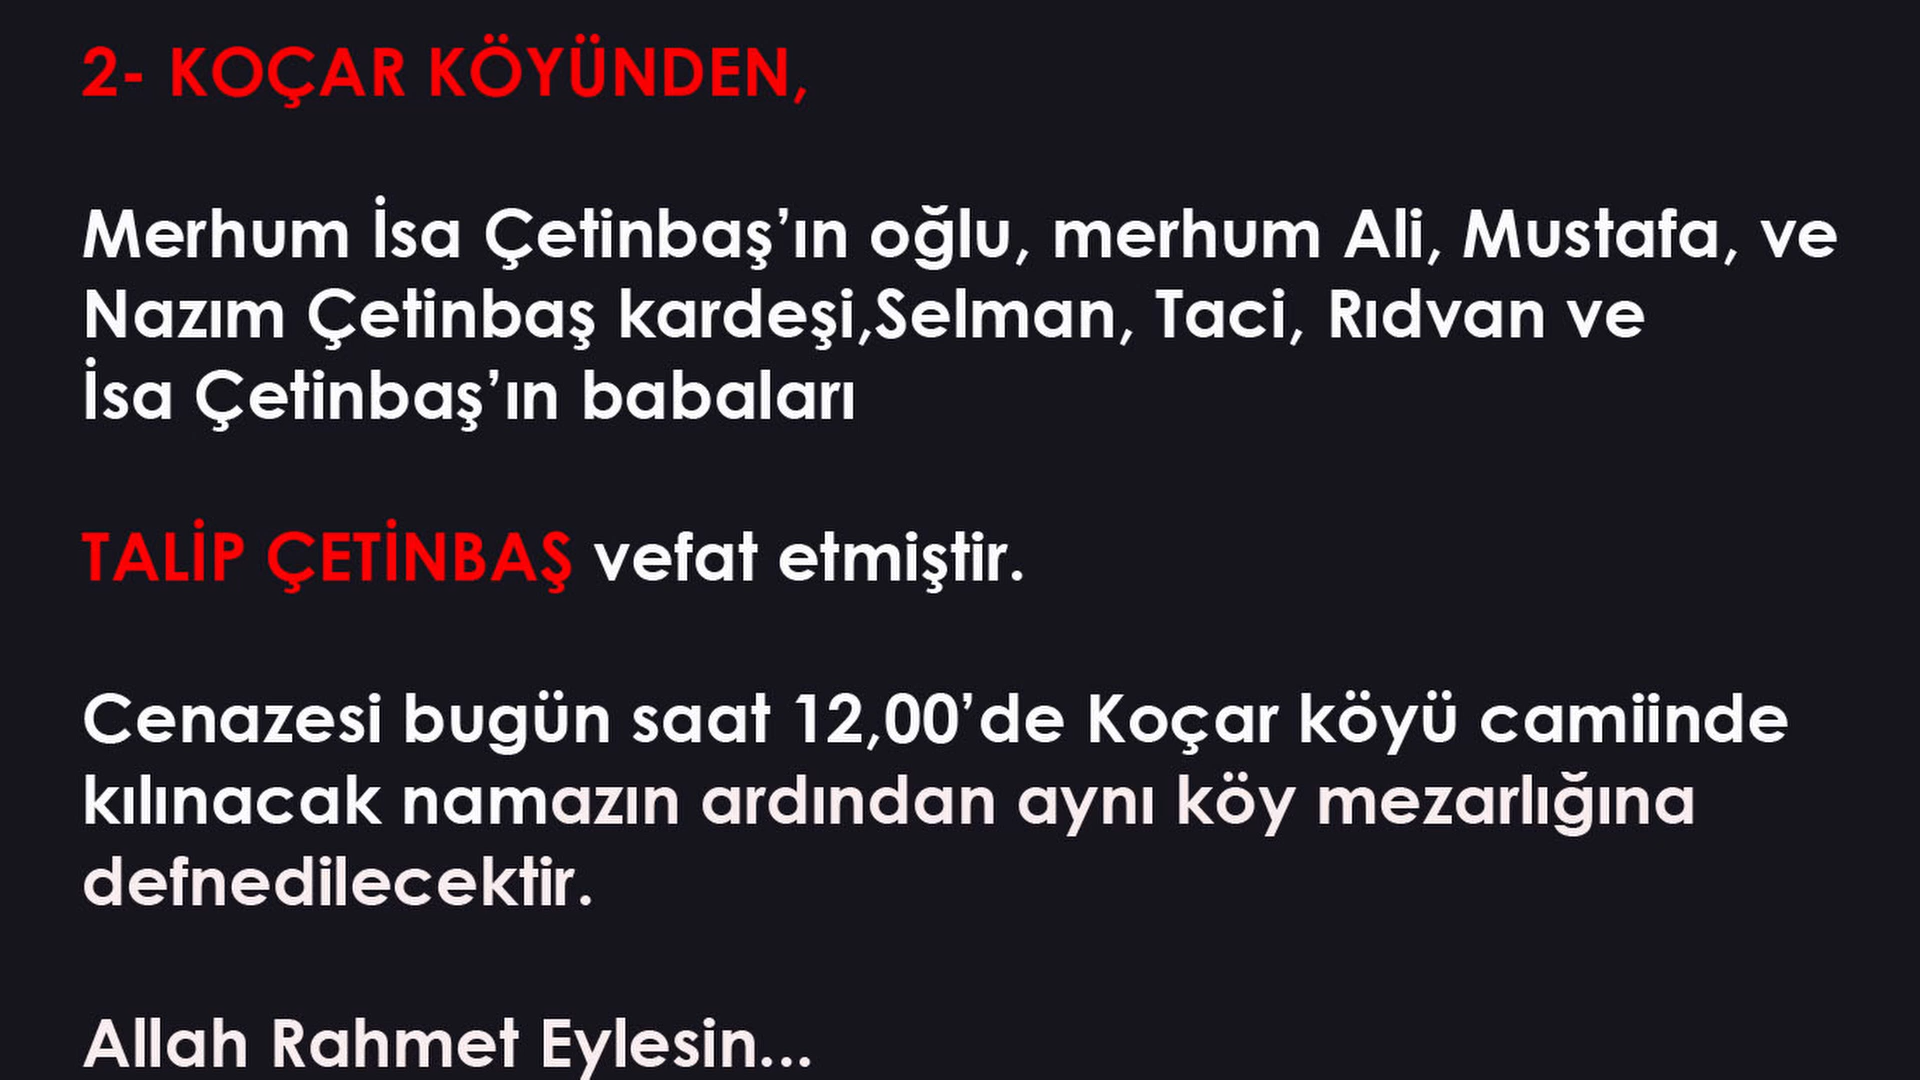 2- KOÇAR KÖYÜNDEN,
Merhum İsa Çetinbaş’ın oğlu, merhum Ali, Mustafa, ve
Nazım Çetinbaş kardeşi,Selman, Taci, Rıdvan ve
İsa Çetinbaş’ın babaları
TALİP ÇETİNBAŞ vefat etmiştir.
Cenazesi bugün saat 12,00’de Koçar köyü camiinde
kılınacak namazın ardından aynı köy mezarlığına
defnedilecektir.
Allah Rahmet Eylesin...